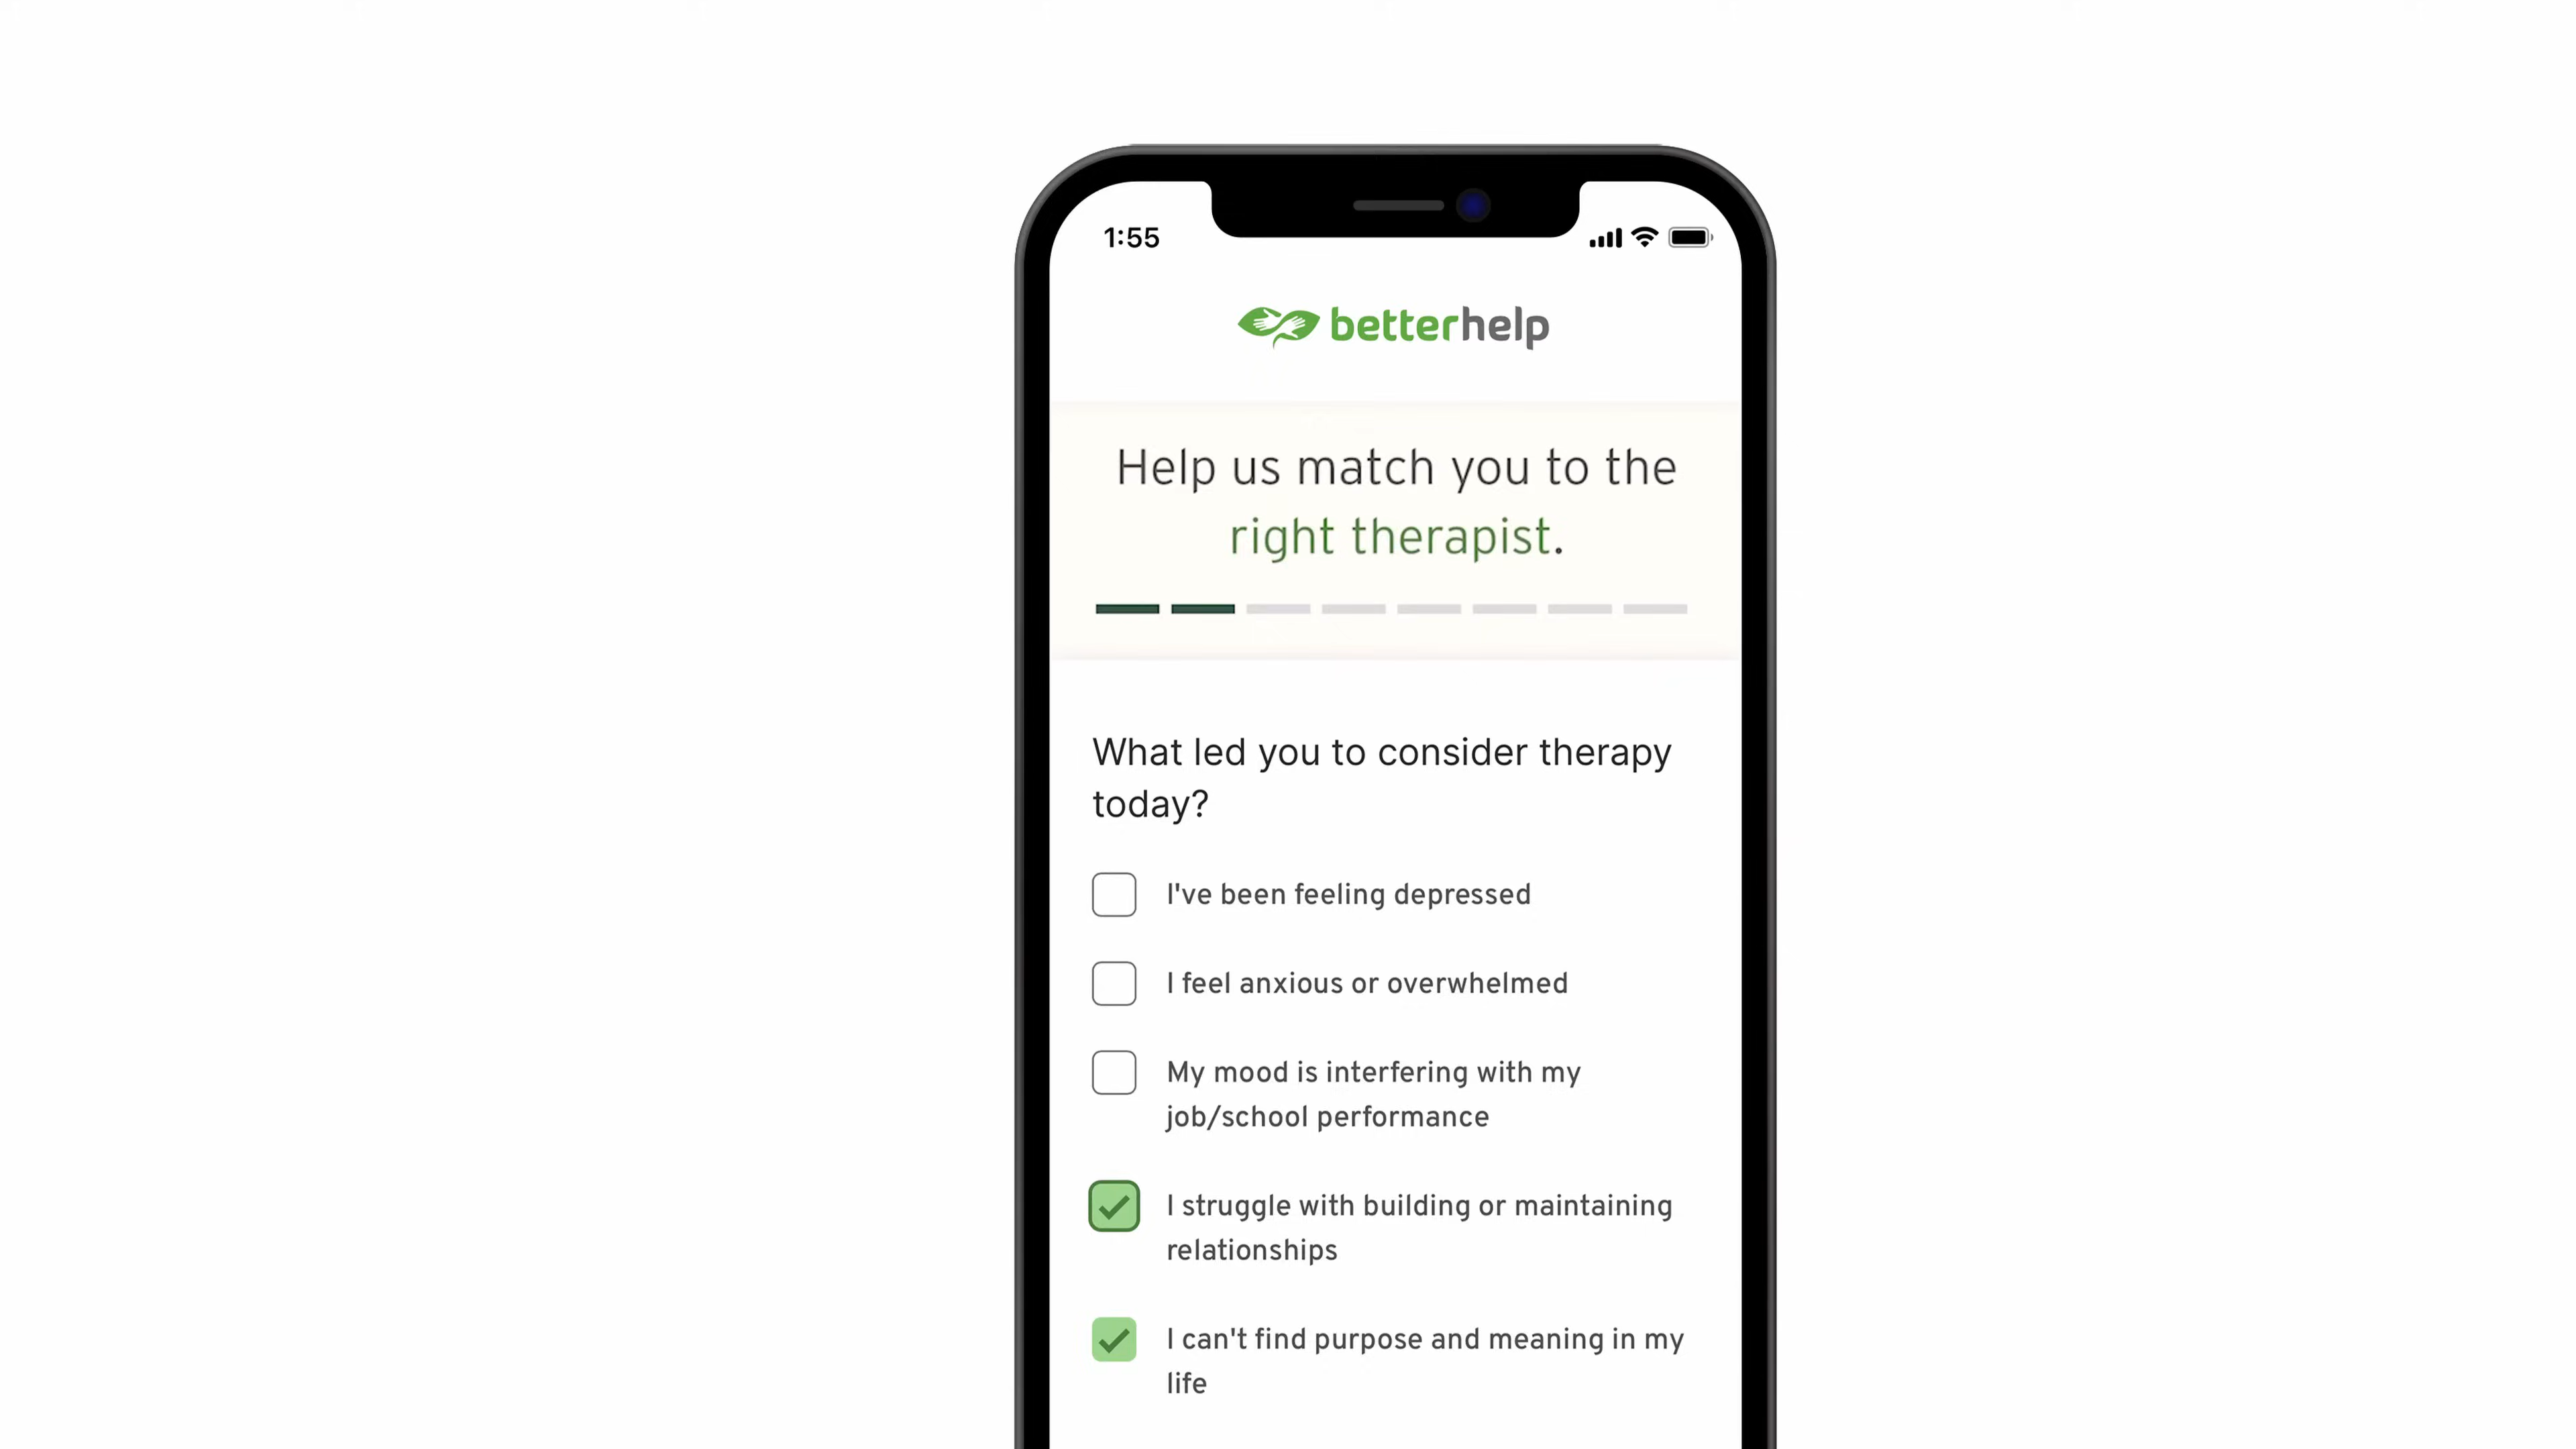 1:55
betterhelp
Help us match you to the
right therapist.
What led you to consider therapy
today?
I've been feeling depressed
I feel anxious or overwhelmed
My mood is interfering with my
job/school performance
I struggle with building or maintaining
relationships
I can't find purpose and meaning in my
life